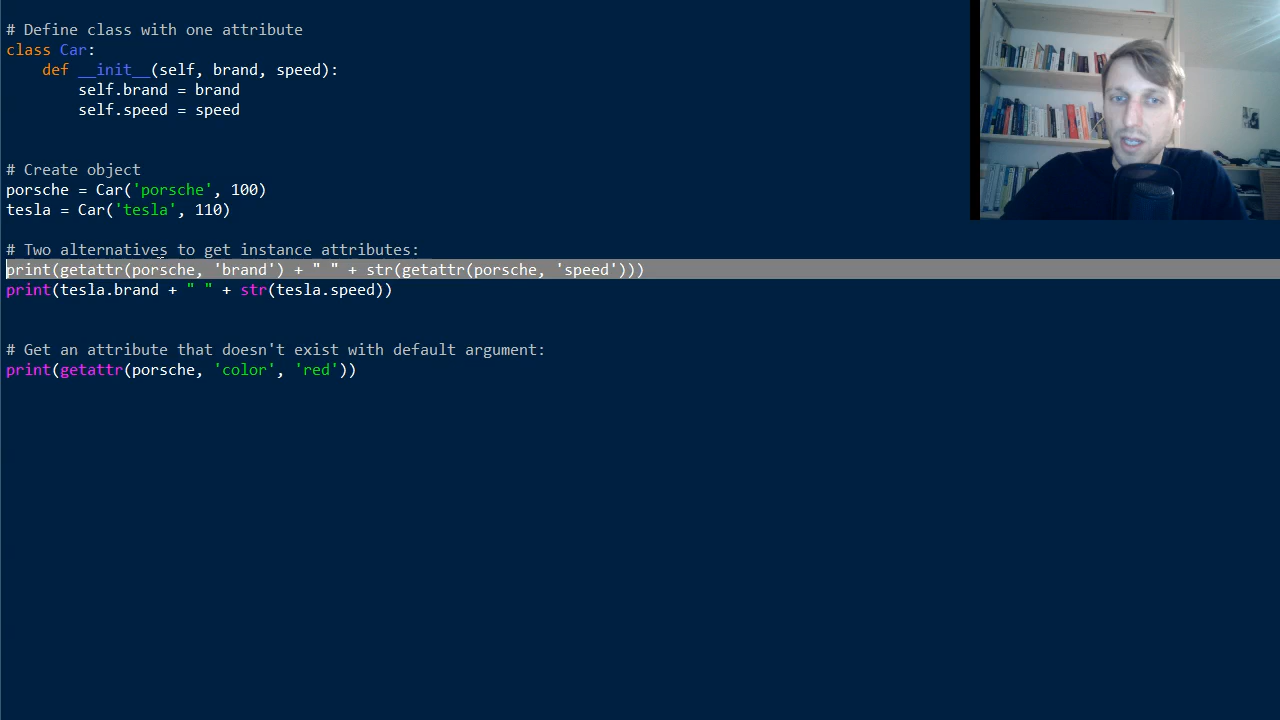 # Define class with one attribute
class Car:
    def __init__(self, brand, speed):
        self.brand = brand
        self.speed = speed
# Create object
porsche = Car('porsche', 100)
tesla = Car('tesla', 110)
# Two alternatives to get instance attributes:
print(getattr(porsche, 'brand') + " " + str(getattr(porsche, 'speed')))
print(tesla.brand + " " + str(tesla.speed))
# Get an attribute that doesn't exist with default argument:
print(getattr(porsche, 'color', 'red'))